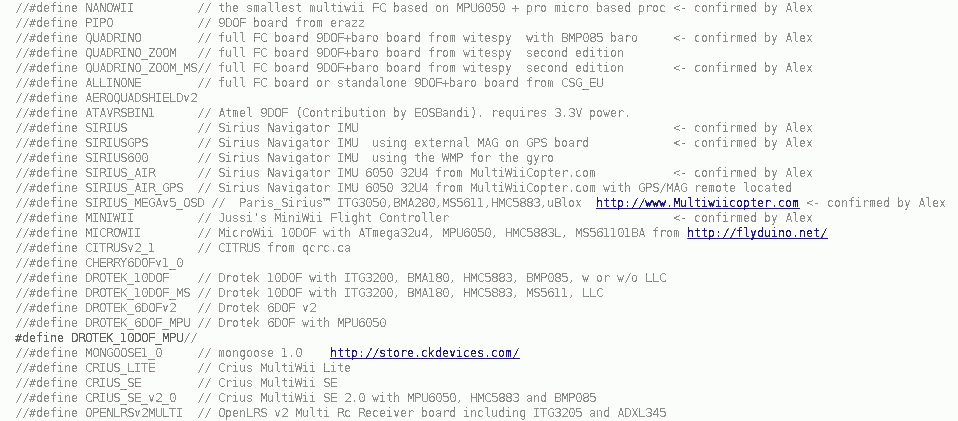 //#define NANOWII // the smallest multiwii FC based on MPU6050 + pro micro based proc <- confirmed by Alex
//#define PIPO // 9DOF board from erazz
//#define QUADRINO // full FC board 9DOF+baro board from witespy with BMP085 baro <- confirmed by Alex
//#define QUADRINO_ZOOM // full FC board 9DOF+baro board from witespy second edition
//#define QUADRINO_ZOOM_MS// full FC board 9DOF+baro board from witespy second edition <- confirmed by Alex
//#define ALLINONE // full FC board or standalone 9DOF+baro board from CSG_EU
//#define AEROQUADSHIELDv2
//#define ATAVRSBIN1 // Atmel 9DOF (Contribution by EOSBandi). requires 3.3V power.
//#define SIRIUS // Sirius Navigator IMU <- confirmed by Alex
//#define SIRIUSGPS // Sirius Navigator IMU using external MAG on GPS board <- confirmed by Alex
//#define SIRIUS600 // Sirius Navigator IMU using the WMP for the gyro
//#define SIRIUS_AIR // Sirius Navigator IMU 6050 32U4 from MultiWiiCopter.com <- confirmed by Alex
//#define SIRIUS_AIR_GPS // Sirius Navigator IMU 6050 32U4 from MultiWiiCopter.com with GPS/MAG remote located
//#define SIRIUS_MEGAv5_OSD // Paris_Sirius™ ITG3050,BMA280,MS5611,HMC5883,uBlox http://www.Multiwiicopter.com <- confirmed by Alex
//#define MINIWII // Jussi's MiniWii Flight Controller <- confirmed by Alex
//#define MICROWII // MicroWii 10DOF with ATmega32u4, MPU6050, HMC5883L, MS561101BA from http://flyduino.net/
//#define CITRUSv2_1 // CITRUS from qcrc.ca
//#define CHERRY6DOFv1_0
//#define DROTEK_10DOF // Drotek 10DOF with ITG3200, BMA180, HMC5883, BMP085, w or w/o LLC
//#define DROTEK_10DOF_MS // Drotek 10DOF with ITG3200, BMA180, HMC5883, MS5611, LLC
//#define DROTEK_6DOFv2 // Drotek 6DOF v2
//#define DROTEK_6DOF_MPU // Drotek 6DOF with MPU6050
#define DROTEK_10DOF_MPU//
//#define MONGOOSE1_0 // mongoose 1.0 http://store.ckdevices.com/
//#define CRIUS_LITE // Crius MultiWii Lite
//#define CRIUS_SE // Crius MultiWii SE
//#define CRIUS_SE_v2_0 // Crius MultiWii SE 2.0 with MPU6050, HMC5883 and BMP085
//#define OPENLRSv2MULTI // OpenLRS v2 Multi Rc Receiver board including ITG3205 and ADXL345